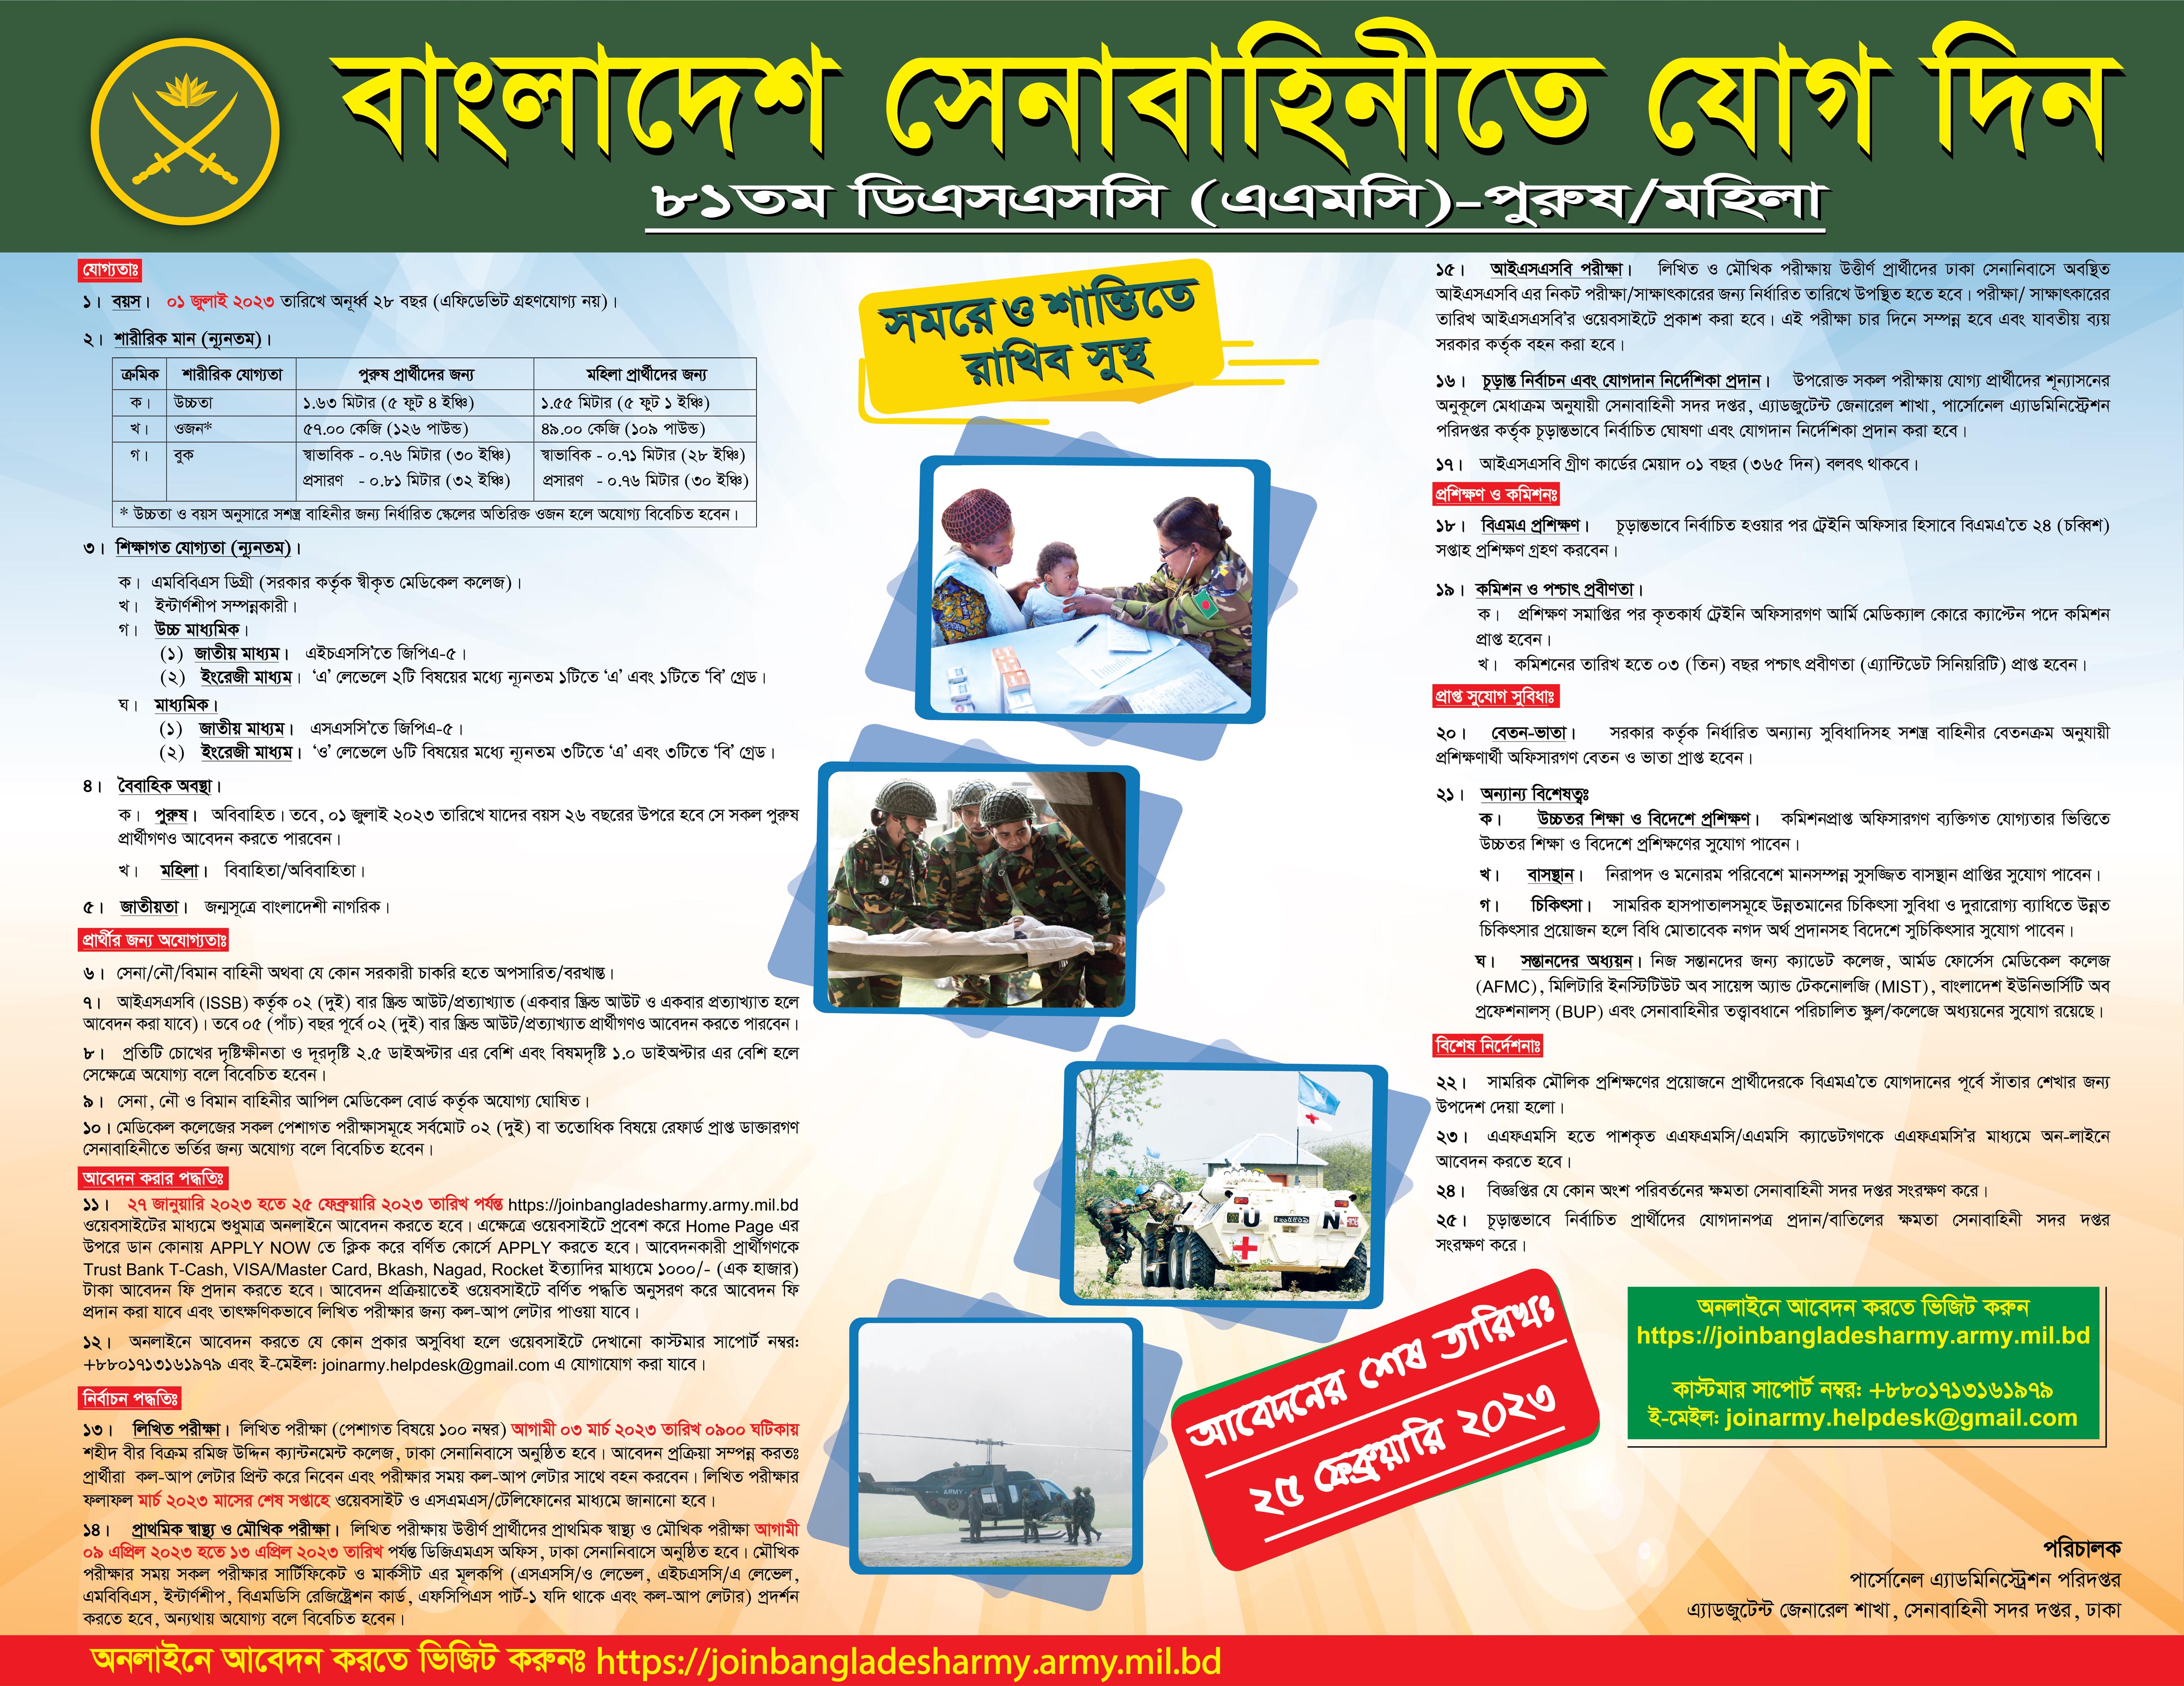 বাংলাদেশ সেনাবাহিনীতে যোগ দিন
৮১তম ডিএসএসসি (এএমসি)-পুরুষ/মহিলা
যোগ্যতাঃ
১। বয়স। ০১ জুলাই ২০২৩ তারিখে অনূর্ধ্ব ২৮ বছর (এফিডেভিট গ্রহণযোগ্য নয়)।
২। শারীরিক মান (ন্যূনতম)।
ক্রমিক শারীরিক যোগ্যতা পুরুষ প্রার্থীদের জন্য মহিলা প্রার্থীদের জন্য
ক। উচ্চতা ১.৬৩ মিটার (৫ ফুট ৪ ইঞ্চি) ১.৫৫ মিটার (৫ ফুট ১ ইঞ্চি)
খ। ওজন* ৫৭.০০ কেজি (১২৬ পাউন্ড) ৪৯.০০ কেজি (১০৯ পাউন্ড)
গ। বুক স্বাভাবিক - ০.৭৬ মিটার (৩০ ইঞ্চি) স্বাভাবিক - ০.৭১ মিটার (২৮ ইঞ্চি)
প্রসারণ - ০.৮১ মিটার (৩২ ইঞ্চি) প্রসারণ - ০.৭৬ মিটার (৩০ ইঞ্চি)
* উচ্চতা ও বয়স অনুসারে সশস্ত্র বাহিনীর জন্য নির্ধারিত স্কেলের অতিরিক্ত ওজন হলে অযোগ্য বিবেচিত হবেন।
৩। শিক্ষাগত যোগ্যতা (ন্যূনতম)।
ক। এমবিবিএস ডিগ্রী (সরকার কর্তৃক স্বীকৃত মেডিকেল কলেজ)।
খ। ইন্টার্ণশীপ সম্পন্নকারী।
গ। উচ্চ মাধ্যমিক।
(১) জাতীয় মাধ্যম। এইচএসসি'তে জিপিএ-৫।
(২) ইংরেজী মাধ্যম। ‘এ’ লেভেলে ২টি বিষয়ের মধ্যে ন্যূনতম ১টিতে ‘এ’ এবং ১টিতে ‘বি’ গ্রেড।
ঘ। মাধ্যমিক।
(১) জাতীয় মাধ্যম। এসএসসি'তে জিপিএ-৫।
(২) ইংরেজী মাধ্যম। ‘ও’ লেভেলে ৬টি বিষয়ের মধ্যে ন্যূনতম ৩টিতে ‘এ’ এবং ৩টিতে ‘বি’ গ্রেড।
৪। বৈবাহিক অবস্থা।
ক। পুরুষ। অবিবাহিত। তবে, ০১ জুলাই ২০২৩ তারিখে যাদের বয়স ২৬ বছরের উপরে হবে সে সকল পুরুষ
প্রার্থীগণও আবেদন করতে পারবেন।
খ। মহিলা। বিবাহিতা/অবিবাহিতা।
৫। জাতীয়তা। জন্মসূত্রে বাংলাদেশী নাগরিক।
প্রার্থীর জন্য অযোগ্যতাঃ
৬। সেনা/নৌ/বিমান বাহিনী অথবা যে কোন সরকারী চাকরি হতে অপসারিত/বরখাস্ত।
৭। আইএসএসবি (ISSB) কর্তৃক ০২ (দুই) বার স্ক্রিন্ড আউট/প্রত্যাখ্যাত (একবার স্ক্রিন্ড আউট ও একবার প্রত্যাখ্যাত হলে
আবেদন করা যাবে)। তবে ০৫ (পাঁচ) বছর পূর্বে ০২ (দুই) বার স্ক্রিন্ড আউট/প্রত্যাখ্যাত প্রার্থীগণও আবেদন করতে পারবেন।
৮। প্রতিটি চোখের দৃষ্টিক্ষীনতা ও দূরদৃষ্টি ২.৫ ডাইঅপ্টার এর বেশি এবং বিষমদৃষ্টি ১.০ ডাইঅপ্টার এর বেশি হলে
সেক্ষেত্রে অযোগ্য বলে বিবেচিত হবেন।
৯। সেনা, নৌ ও বিমান বাহিনীর আপিল মেডিকেল বোর্ড কর্তৃক অযোগ্য ঘোষিত।
১০। মেডিকেল কলেজের সকল পেশাগত পরীক্ষাসমূহে সর্বমোট ০২ (দুই) বা ততোধিক বিষয়ে রেফার্ড প্রাপ্ত ডাক্তারগণ
সেনাবাহিনীতে ভর্তির জন্য অযোগ্য বলে বিবেচিত হবেন।
আবেদন করার পদ্ধতিঃ
১১। ২৭ জানুয়ারি ২০২৩ হতে ২৫ ফেব্রুয়ারি ২০২৩ তারিখ পর্যন্ত https://joinbangladesharmy.army.mil.bd
ওয়েবসাইটের মাধ্যমে শুধুমাত্র অনলাইনে আবেদন করতে হবে। এক্ষেত্রে ওয়েবসাইটে প্রবেশ করে Home Page এর
উপরে ডান কোনায় APPLY NOW তে ক্লিক করে বর্ণিত কোর্সে APPLY করতে হবে। আবেদনকারী প্রার্থীগণকে
Trust Bank T-Cash, VISA/Master Card, Bkash, Nagad, Rocket ইত্যাদির মাধ্যমে ১০০০/- (এক হাজার)
টাকা আবেদন ফি প্রদান করতে হবে। আবেদন প্রক্রিয়াতেই ওয়েবসাইটে বর্ণিত পদ্ধতি অনুসরণ করে আবেদন ফি
প্রদান করা যাবে এবং তাৎক্ষণিকভাবে লিখিত পরীক্ষার জন্য কল-আপ লেটার পাওয়া যাবে।
১২। অনলাইনে আবেদন করতে যে কোন প্রকার অসুবিধা হলে ওয়েবসাইটে দেখানো কাস্টমার সাপোর্ট নম্বর:
+৮৮০১৭১৩১৬১৯৭৯ এবং ই-মেইল: joinarmy.helpdesk@gmail.com এ যোগাযোগ করা যাবে।
নির্বাচন পদ্ধতিঃ
১৩। লিখিত পরীক্ষা। লিখিত পরীক্ষা (পেশাগত বিষয়ে ১০০ নম্বর) আগামী ০৩ মার্চ ২০২৩ তারিখ ০৯০০ ঘটিকায়
শহীদ বীর বিক্রম রমিজ উদ্দিন ক্যান্টনমেন্ট কলেজ, ঢাকা সেনানিবাসে অনুষ্ঠিত হবে। আবেদন প্রক্রিয়া সম্পন্ন করতঃ
প্রার্থীরা কল-আপ লেটার প্রিন্ট করে নিবেন এবং পরীক্ষার সময় কল-আপ লেটার সাথে বহন করবেন। লিখিত পরীক্ষার
ফলাফল মার্চ ২০২৩ মাসের শেষ সপ্তাহে ওয়েবসাইট ও এসএমএস/টেলিফোনের মাধ্যমে জানানো হবে।
১৪। প্রাথমিক স্বাস্থ্য ও মৌখিক পরীক্ষা। লিখিত পরীক্ষায় উত্তীর্ণ প্রার্থীদের প্রাথমিক স্বাস্থ্য ও মৌখিক পরীক্ষা আগামী
০৯ এপ্রিল ২০২৩ হতে ১৩ এপ্রিল ২০২৩ তারিখ পর্যন্ত ডিজিএমএস অফিস, ঢাকা সেনানিবাসে অনুষ্ঠিত হবে। মৌখিক
পরীক্ষার সময় সকল পরীক্ষার সার্টিফিকেট ও মার্কসীট এর মূলকপি (এসএসসি/ও লেভেল, এইচএসসি/এ লেভেল,
এমবিবিএস, ইন্টার্ণশীপ, বিএমডিসি রেজিষ্ট্রেশন কার্ড, এফসিপিএস পার্ট-১ যদি থাকে এবং কল-আপ লেটার) প্রদর্শন
করতে হবে, অন্যথায় অযোগ্য বলে বিবেচিত হবেন।
সমরে ও শান্তিতে
রাখিব সুস্থ
U N
ARMY
আবেদনের শেষ তারিখঃ
২৫ ফেব্রুয়ারি ২০২৩
১৫। আইএসএসবি পরীক্ষা। লিখিত ও মৌখিক পরীক্ষায় উত্তীর্ণ প্রার্থীদের ঢাকা সেনানিবাসে অবস্থিত
আইএসএসবি এর নিকট পরীক্ষা/সাক্ষাৎকারের জন্য নির্ধারিত তারিখে উপস্থিত হতে হবে। পরীক্ষা/ সাক্ষাৎকারের
তারিখ আইএসএসবি'র ওয়েবসাইটে প্রকাশ করা হবে। এই পরীক্ষা চার দিনে সম্পন্ন হবে এবং যাবতীয় ব্যয়
সরকার কর্তৃক বহন করা হবে।
১৬। চূড়ান্ত নির্বাচন এবং যোগদান নির্দেশিকা প্রদান। উপরোক্ত সকল পরীক্ষায় যোগ্য প্রার্থীদের শূন্যাসনের
অনুকূলে মেধাক্রম অনুযায়ী সেনাবাহিনী সদর দপ্তর, এ্যাডজুটেন্ট জেনারেল শাখা, পার্সোনেল এ্যাডমিনিস্ট্রেশন
পরিদপ্তর কর্তৃক চূড়ান্তভাবে নির্বাচিত ঘোষণা এবং যোগদান নির্দেশিকা প্রদান করা হবে।
১৭। আইএসএসবি গ্রীণ কার্ডের মেয়াদ ০১ বছর (৩৬৫ দিন) বলবৎ থাকবে।
প্রশিক্ষণ ও কমিশনঃ
১৮। বিএমএ প্রশিক্ষণ। চূড়ান্তভাবে নির্বাচিত হওয়ার পর ট্রেইনি অফিসার হিসাবে বিএমএ'তে ২৪ (চব্বিশ)
সপ্তাহ প্রশিক্ষণ গ্রহণ করবেন।
১৯। কমিশন ও পশ্চাৎ প্রবীণতা।
ক। প্রশিক্ষণ সমাপ্তির পর কৃতকার্য ট্রেইনি অফিসারগণ আর্মি মেডিক্যাল কোরে ক্যাপ্টেন পদে কমিশন
প্রাপ্ত হবেন।
খ। কমিশনের তারিখ হতে ০৩ (তিন) বছর পশ্চাৎ প্রবীণতা (এ্যান্টিডেট সিনিয়রিটি) প্রাপ্ত হবেন।
প্রাপ্ত সুযোগ সুবিধাঃ
২০। বেতন-ভাতা। সরকার কর্তৃক নির্ধারিত অন্যান্য সুবিধাদিসহ সশস্ত্র বাহিনীর বেতনক্রম অনুযায়ী
প্রশিক্ষণার্থী অফিসারগণ বেতন ও ভাতা প্রাপ্ত হবেন।
২১। অন্যান্য বিশেষত্বঃ
ক। উচ্চতর শিক্ষা ও বিদেশে প্রশিক্ষণ। কমিশনপ্রাপ্ত অফিসারগণ ব্যক্তিগত যোগ্যতার ভিত্তিতে
উচ্চতর শিক্ষা ও বিদেশে প্রশিক্ষণের সুযোগ পাবেন।
খ। বাসস্থান। নিরাপদ ও মনোরম পরিবেশে মানসম্পন্ন সুসজ্জিত বাসস্থান প্রাপ্তির সুযোগ পাবেন।
গ। চিকিৎসা। সামরিক হাসপাতালসমূহে উন্নতমানের চিকিৎসা সুবিধা ও দুরারোগ্য ব্যাধিতে উন্নত
চিকিৎসার প্রয়োজন হলে বিধি মোতাবেক নগদ অর্থ প্রদানসহ বিদেশে সুচিকিৎসার সুযোগ পাবেন।
ঘ। সন্তানদের অধ্যয়ন। নিজ সন্তানদের জন্য ক্যাডেট কলেজ, আর্মড ফোর্সেস মেডিকেল কলেজ
(AFMC), মিলিটারি ইনস্টিটিউট অব সায়েন্স অ্যান্ড টেকনোলজি (MIST), বাংলাদেশ ইউনিভার্সিটি অব
প্রফেশনালস্ (BUP) এবং সেনাবাহিনীর তত্ত্বাবধানে পরিচালিত স্কুল/কলেজে অধ্যয়নের সুযোগ রয়েছে।
বিশেষ নির্দেশনাঃ
২২। সামরিক মৌলিক প্রশিক্ষণের প্রয়োজনে প্রার্থীদেরকে বিএমএ'তে যোগদানের পূর্বে সাঁতার শেখার জন্য
উপদেশ দেয়া হলো।
২৩। এএফএমসি হতে পাশকৃত এএফএমসি/এএমসি ক্যাডেটগণকে এএফএমসি'র মাধ্যমে অন-লাইনে
আবেদন করতে হবে।
২৪। বিজ্ঞপ্তির যে কোন অংশ পরিবর্তনের ক্ষমতা সেনাবাহিনী সদর দপ্তর সংরক্ষণ করে।
২৫। চূড়ান্তভাবে নির্বাচিত প্রার্থীদের যোগদানপত্র প্রদান/বাতিলের ক্ষমতা সেনাবাহিনী সদর দপ্তর
সংরক্ষণ করে।
অনলাইনে আবেদন করতে ভিজিট করুন
https://joinbangladesharmy.army.mil.bd
কাস্টমার সাপোর্ট নম্বর: +৮৮০১৭১৩১৬১৯৭৯
ই-মেইল: joinarmy.helpdesk@gmail.com
পরিচালক
পার্সোনেল এ্যাডমিনিস্ট্রেশন পরিদপ্তর
এ্যাডজুটেন্ট জেনারেল শাখা, সেনাবাহিনী সদর দপ্তর, ঢাকা
অনলাইনে আবেদন করতে ভিজিট করুনঃ https://joinbangladesharmy.army.mil.bd